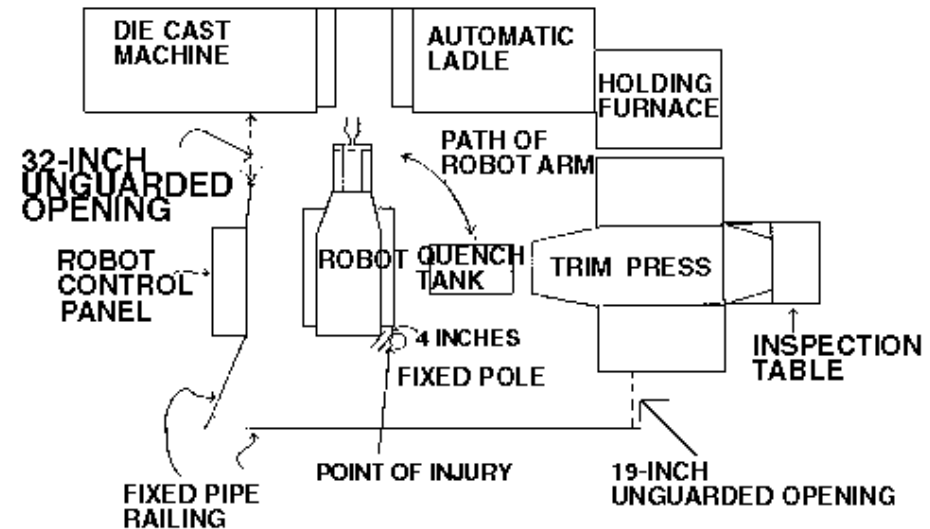 DIE CAST
MACHINE
AUTOMATIC
LADLE
HOLDING
FURNACE
32-INCH
UNGUARDED
OPENING
PATH OF
ROBOT ARM
ROBOT
CONTROL
PANEL
ROBOT
QUENCH
TANK
TRIM PRESS
4 INCHES
FIXED POLE
INSPECTION
TABLE
POINT OF INJURY
19-INCH
UNGUARDED OPENING
FIXED PIPE
RAILING